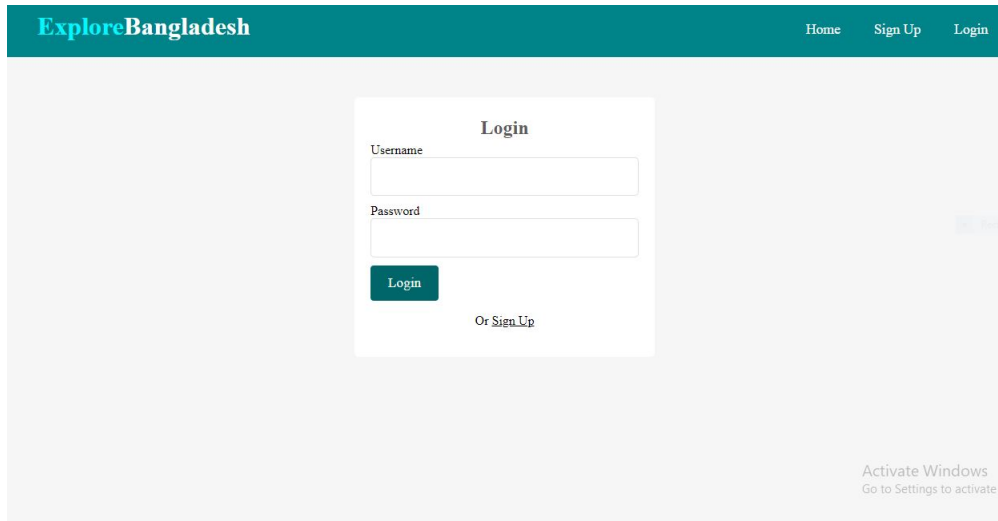 ExploreBangladesh Home Sign Up Login
Login
Username
Password
Login
Or Sign Up
Activate Windows
Go to Settings to activate